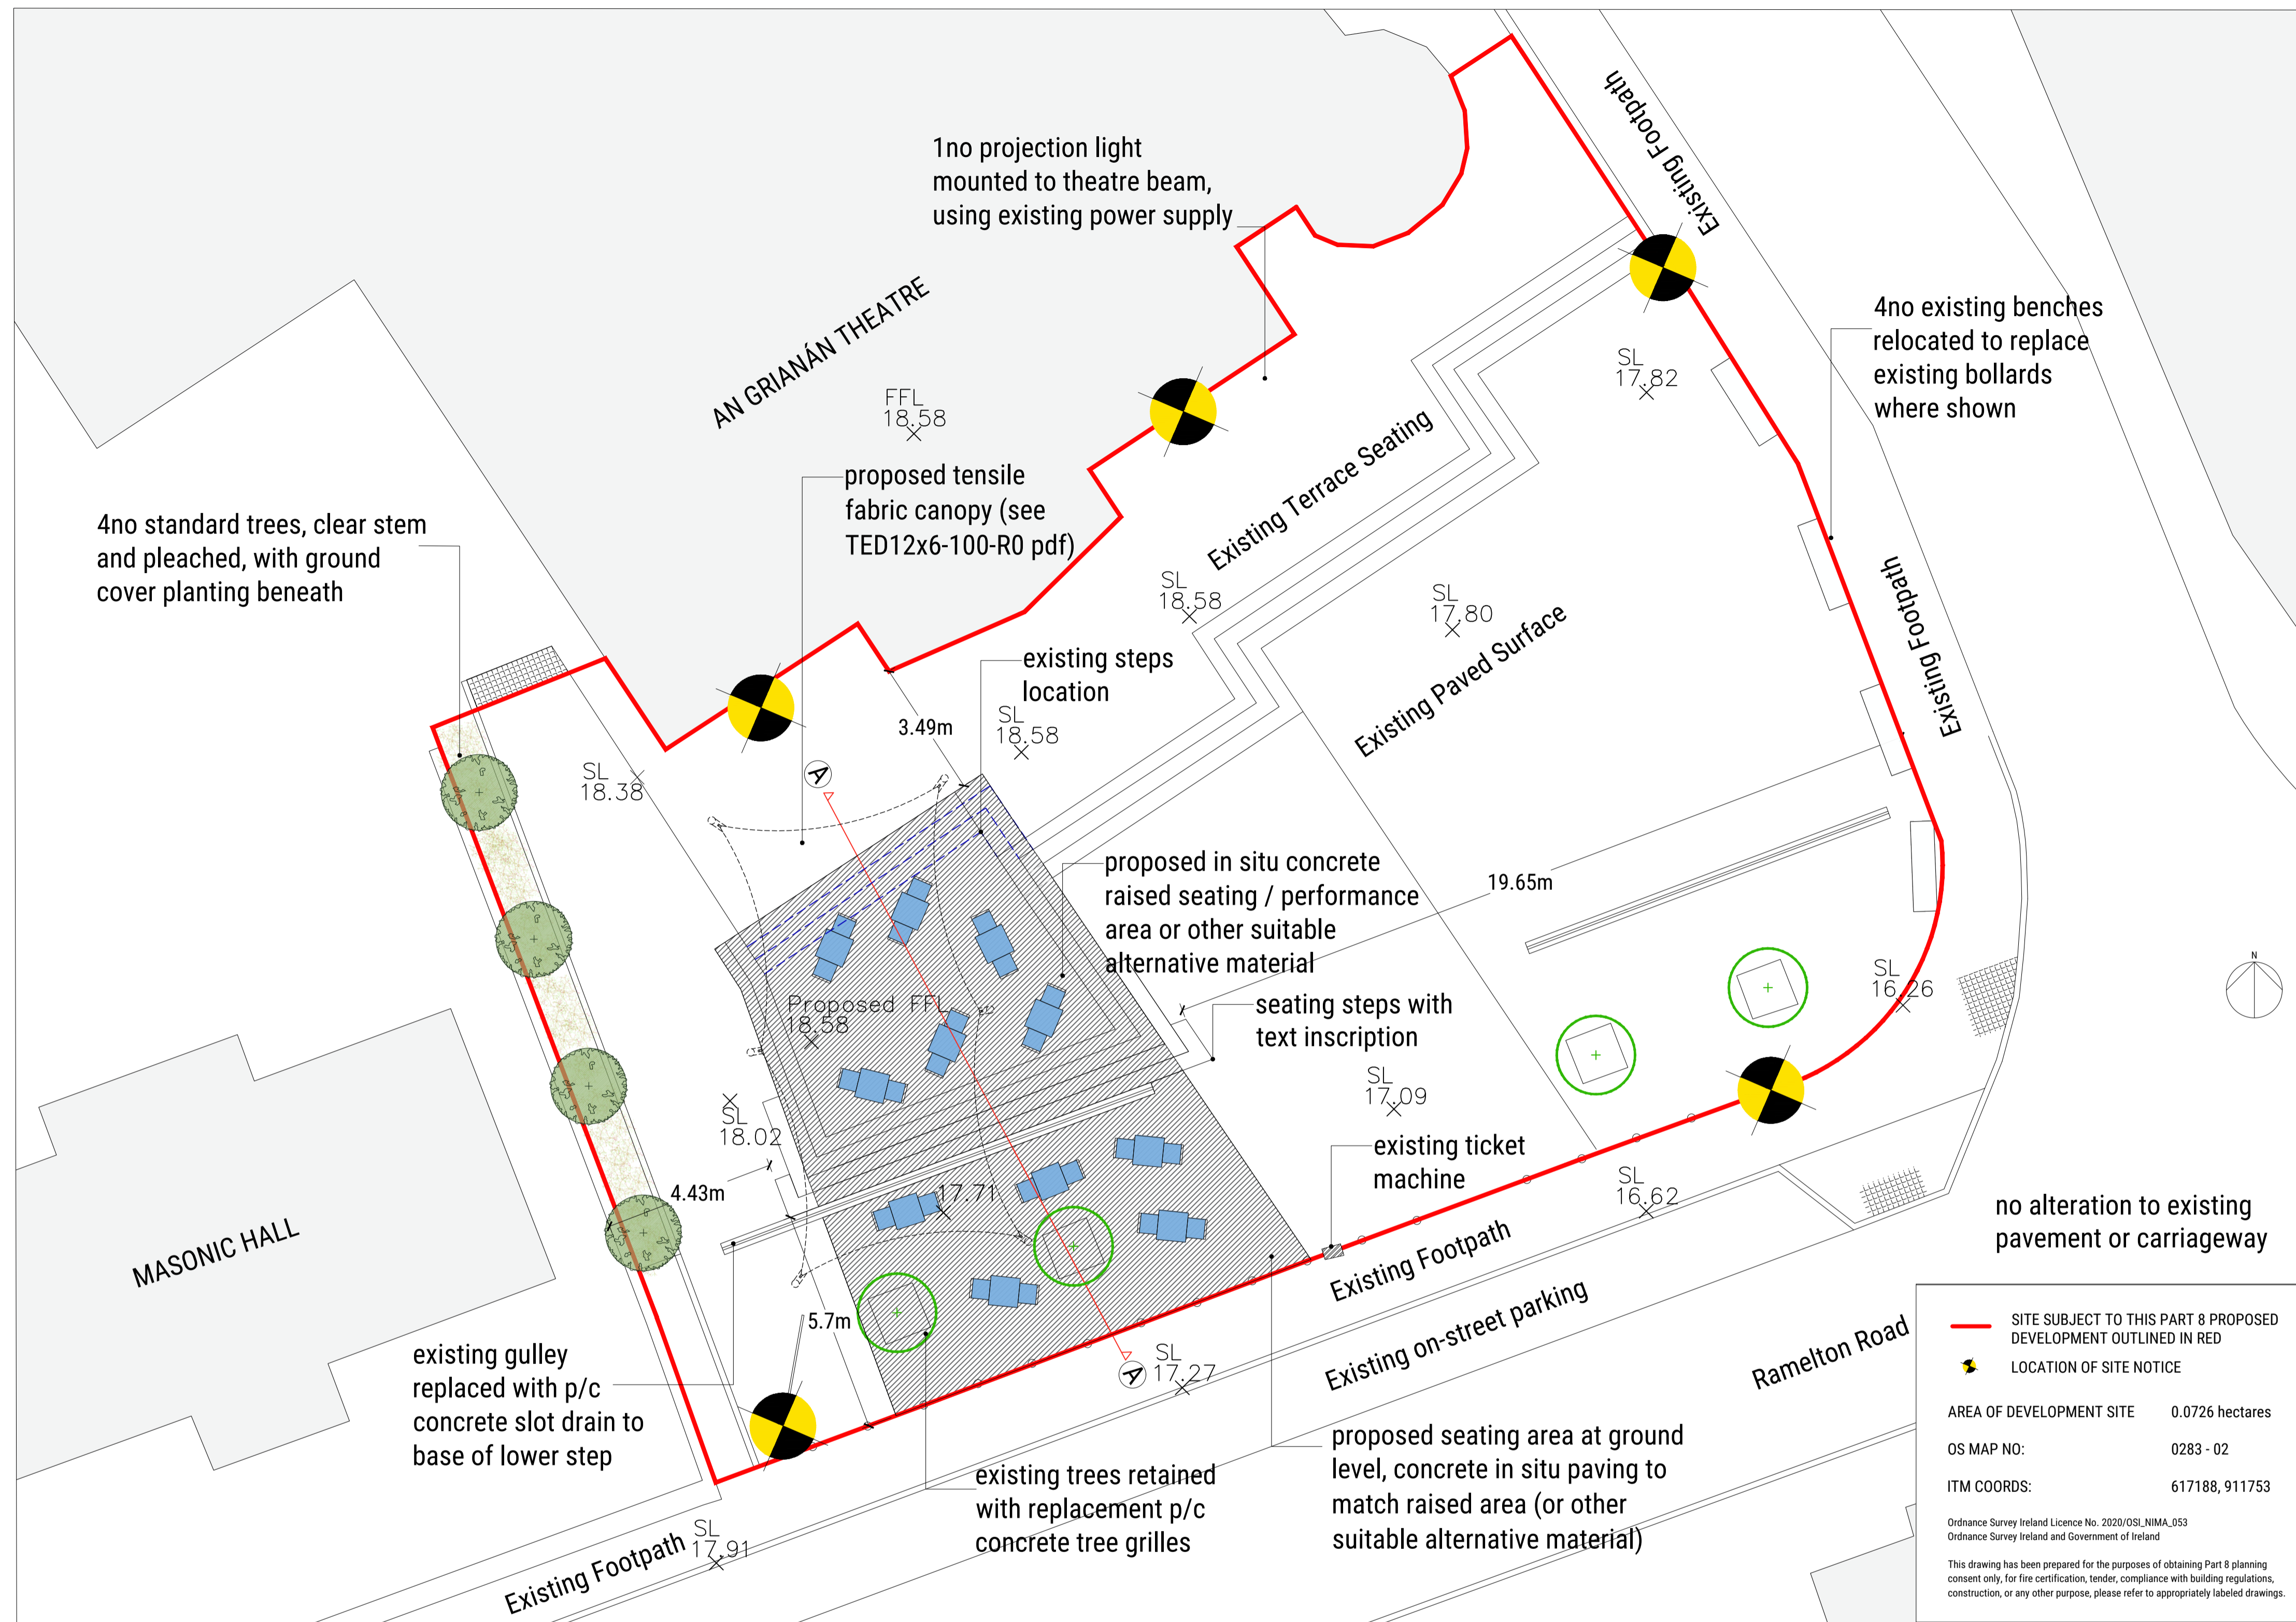 1no projection light
mounted to theatre beam,
using existing power supply
Existing Footpath
4no existing benches
relocated to replace
existing bollards
where shown
AN GRIANÁN THEATRE
FFL
18.58
SL
17.82
proposed tensile
fabric canopy (see
TED12x6-100-R0 pdf)
Existing Terrace Seating
4no standard trees, clear stem
and pleached, with ground
cover planting beneath
SL
18.58
SL
17.80
Existing Paved Surface
Existing Footpath
existing steps
location
SL
18.58
3.49m
SL
18.38
A
proposed in situ concrete
raised seating / performance
area or other suitable
alternative material
19.65m
Proposed FFL
18.58
seating steps with
text inscription
SL
16.26
N
SL
17.09
SL
18.02
existing ticket
machine
4.43m
17.71
SL
16.62
MASONIC HALL
Existing Footpath
no alteration to existing
pavement or carriageway
5.7m
A
SL
17.27
Existing on-street parking
Ramelton Road
existing gulley
replaced with p/c
concrete slot drain to
base of lower step
existing trees retained
with replacement p/c
concrete tree grilles
proposed seating area at ground
level, concrete in situ paving to
match raised area (or other
suitable alternative material)
Existing Footpath
SL
17.91
SITE SUBJECT TO THIS PART 8 PROPOSED
DEVELOPMENT OUTLINED IN RED
LOCATION OF SITE NOTICE
AREA OF DEVELOPMENT SITE 0.0726 hectares
OS MAP NO: 0283 - 02
ITM COORDS: 617188, 911753
Ordnance Survey Ireland Licence No. 2020/OSI_NIMA_053
Ordnance Survey Ireland and Government of Ireland
This drawing has been prepared for the purposes of obtaining Part 8 planning
consent only, for fire certification, tender, compliance with building regulations,
construction, or any other purpose, please refer to appropriately labeled drawings.